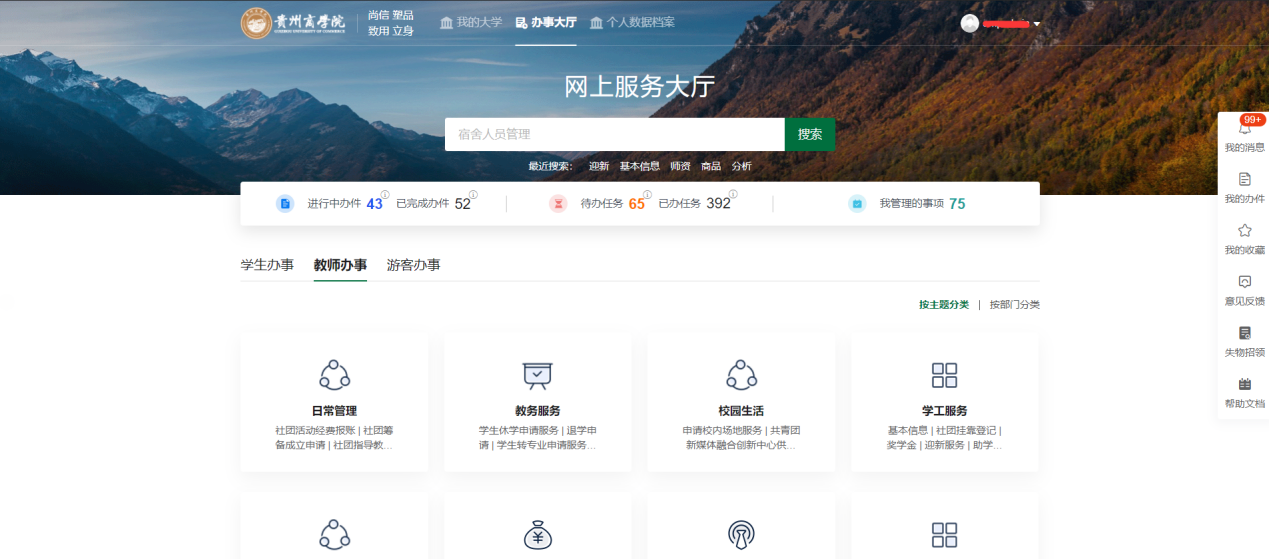 贵州商学院
GUIZHOU UNIVERSITY OF COMMERCE
尚信 塑品
致用 立身
我的大学
办事大厅
个人数据档案
网上服务大厅
宿舍人员管理
搜索
最近搜索： 迎新 基本信息 师资 商品 分析
进行中办件 43 已完成办件 52
待办任务 65 已办任务 392
我管理的事项 75
学生办事 教师办事 游客办事
按主题分类 | 按部门分类
日常管理
社团活动经费报账 | 社团筹
备成立申请 | 社团指导教...
教务服务
学生休学申请服务 | 退学申
请 | 学生转专业申请服务...
校园生活
申请校内场地服务 | 共青团
新媒体融合创新中心供...
学工服务
基本信息 | 社团挂靠登记 |
奖学金 | 迎新服务 | 助学...
99+
我的消息
我的办件
我的收藏
意见反馈
失物招领
帮助文档